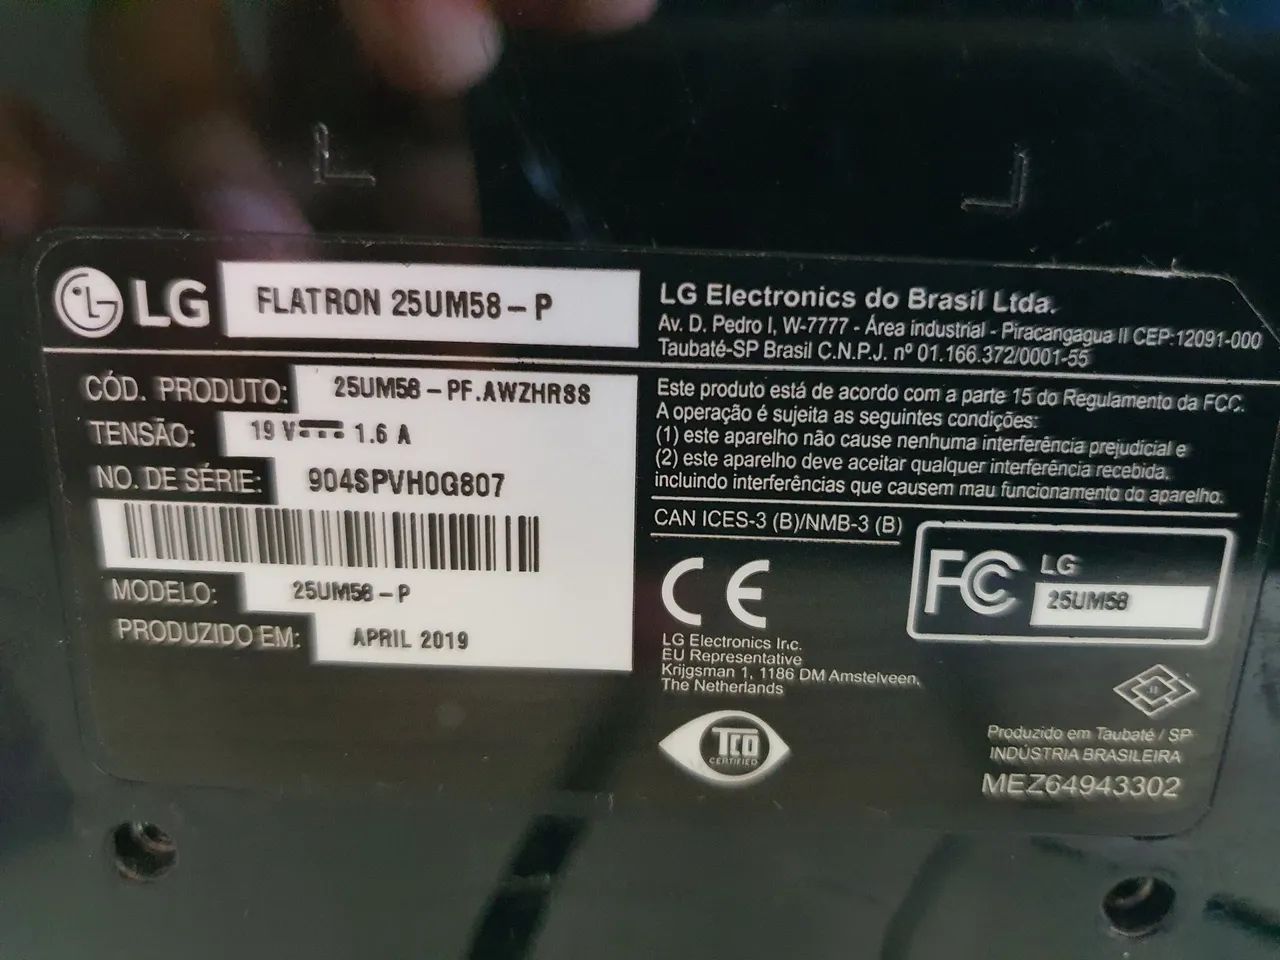 LG FLATRON 25UM58-P
CÓD. PRODUTO: 25UM58-PF.AWZHR88
TENSÃO: 19 V 1.6 A
NO. DE SÉRIE: 904SPVH0G807
MODELO: 25UM58-P
PRODUZIDO EM: APRIL 2019
LG Electronics do Brasil Ltda.
Av. D. Pedro I, W-7777 - Área industrial - Piracangagua II CEP:12091-000
Taubaté-SP Brasil C.N.P.J. nº 01.166.372/0001-55
Este produto está de acordo com a parte 15 do Regulamento da FCC.
A operação é sujeita as seguintes condições:
(1) este aparelho não cause nenhuma interferência prejudicial e
(2) este aparelho deve aceitar qualquer interferência recebida.
incluindo interferências que causem mau funcionamento do aparelho.
CAN ICES-3 (B)/NMB-3 (B)
CE
FC LG
25UM58
LG Electronics Inc.
EU Representative
Krijgsman 1, 1186 DM Amstelveen,
The Netherlands
TCO
CERTIFIED
Produzido em Taubaté / SP
INDÚSTRIA BRASILEIRA
MEZ64943302